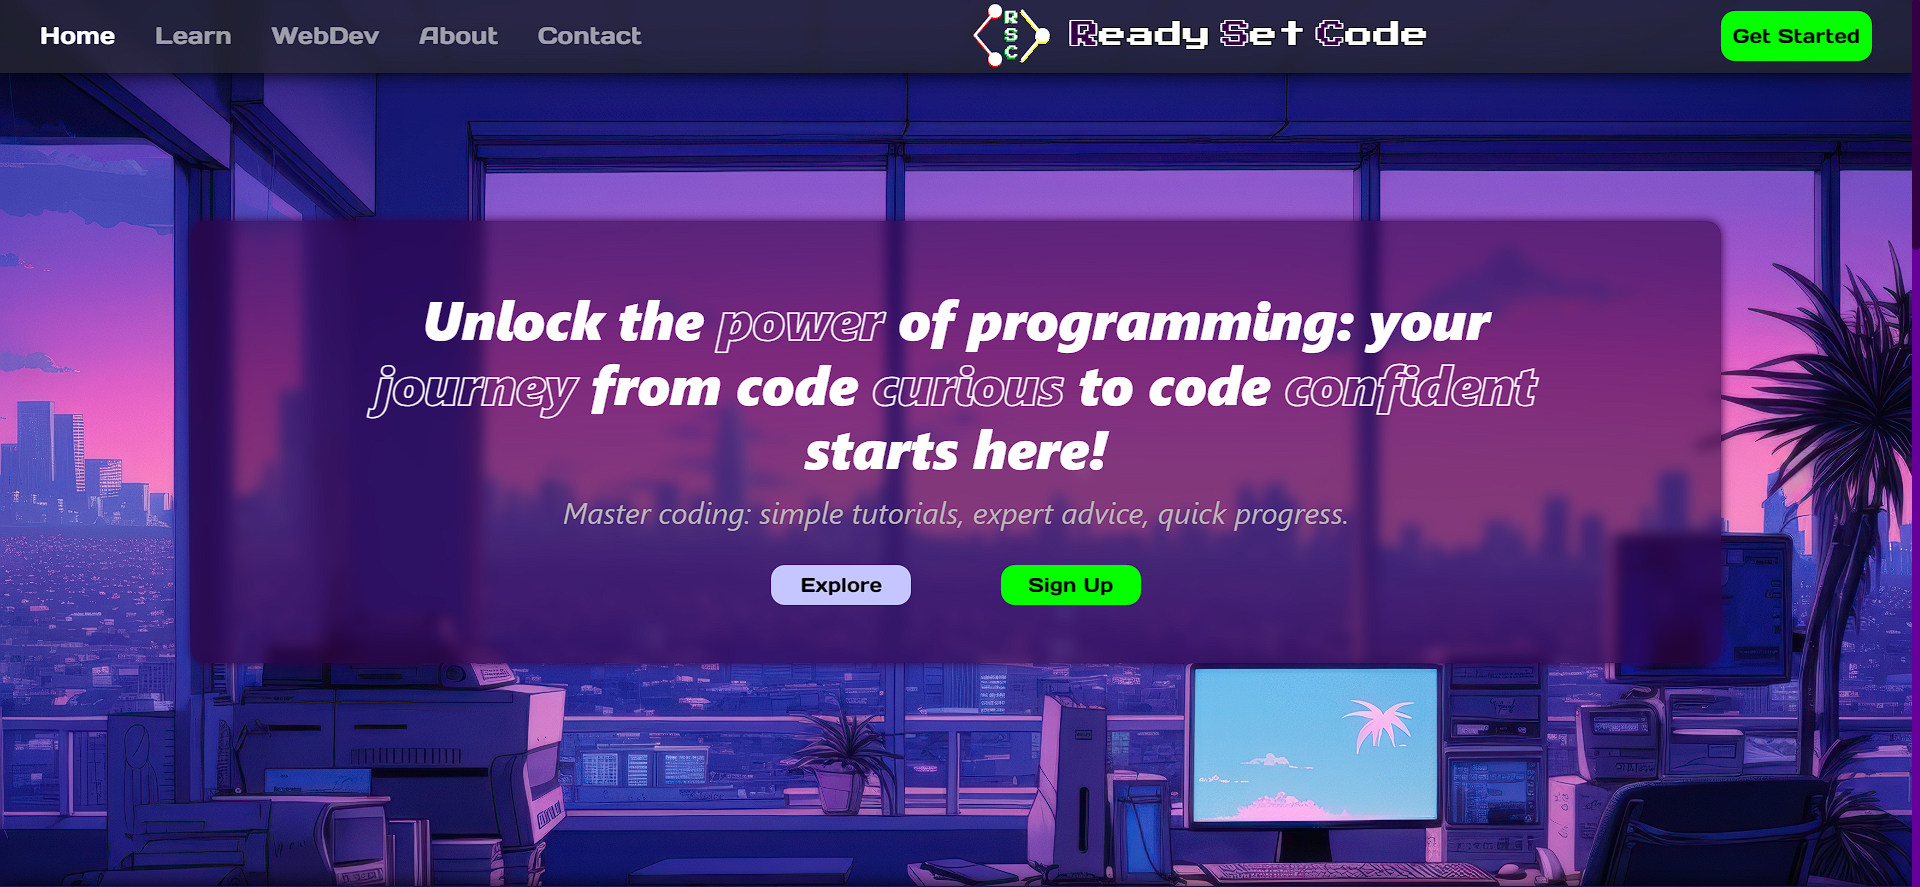 Home Learn WebDev About Contact
R
S
C
Ready Set Code
Get Started
Unlock the power of programming: your
journey from code curious to code confident
starts here!
Master coding: simple tutorials, expert advice, quick progress.
Explore
Sign Up